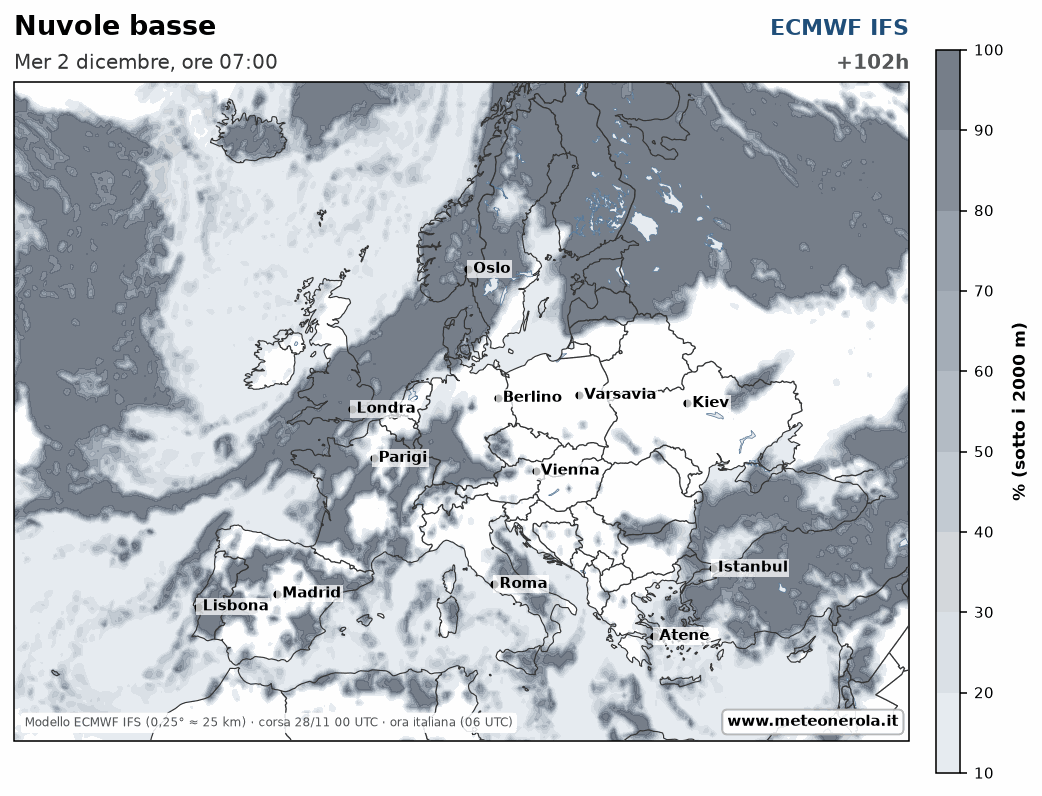 Nuvole basse
ECMWF IFS
Mer 2 dicembre, ore 07:00
+102h
Oslo
Londra
Berlino
Varsavia
Kiev
Parigi
Vienna
Istanbul
Roma
Madrid
Lisbona
Atene
Modello ECMWF IFS (0,25° ≈ 25 km) · corsa 28/11 00 UTC · ora italiana (06 UTC)
www.meteonerola.it
100
90
80
70
60
50
40
30
20
10
% (sotto i 2000 m)